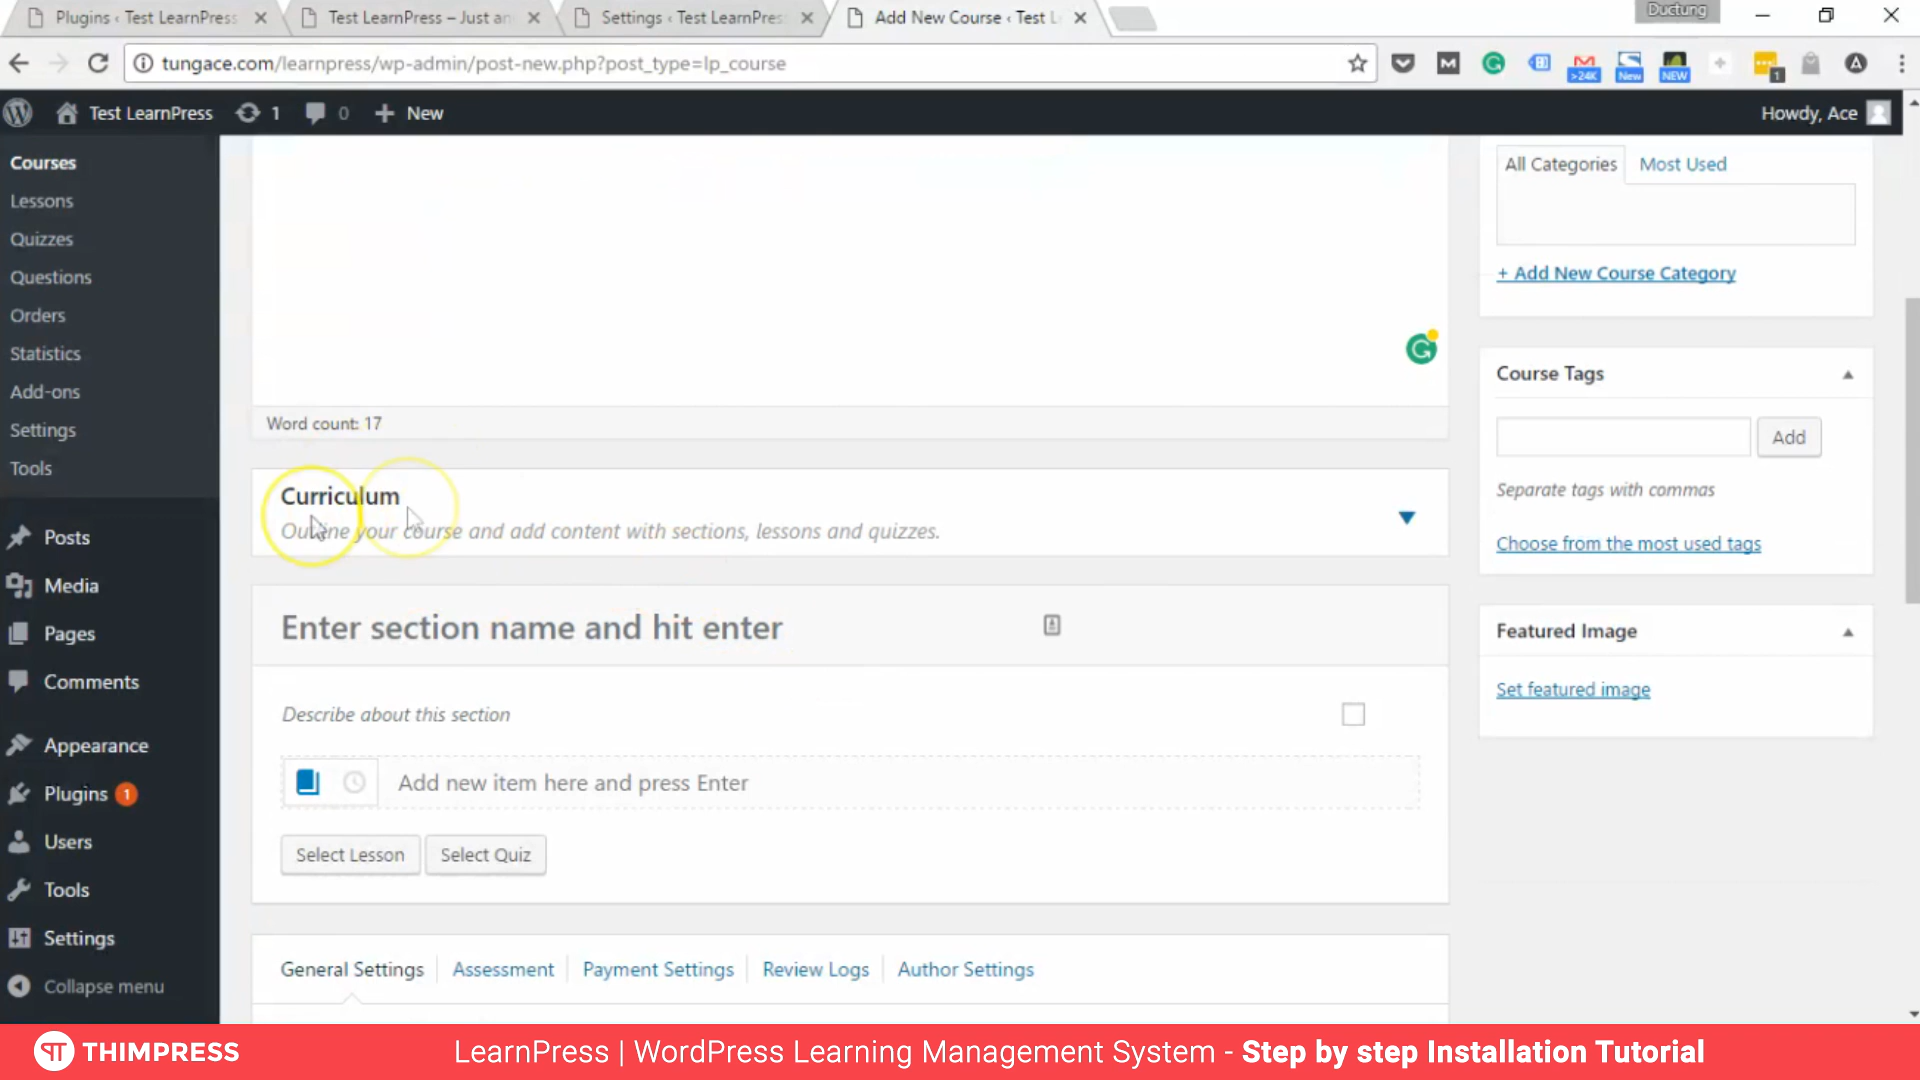 Plugins ‹ Test LearnPress
Test LearnPress – Just an
Settings ‹ Test LearnPress
Add New Course ‹ Test L
Ductung
tungace.com/learnpress/wp-admin/post-new.php?post_type=lp_course
>24K
New
NEW
1
Test LearnPress
1
0
New
Howdy, Ace
Courses
Lessons
Quizzes
Questions
Orders
Statistics
Add-ons
Settings
Tools
Posts
Media
Pages
Comments
Appearance
Plugins 1
Users
Tools
Settings
Collapse menu
Word count: 17
Curriculum
Outline your course and add content with sections, lessons and quizzes.
Enter section name and hit enter
Describe about this section
Add new item here and press Enter
Select Lesson
Select Quiz
General Settings
Assessment
Payment Settings
Review Logs
Author Settings
All Categories
Most Used
+ Add New Course Category
Course Tags
Add
Separate tags with commas
Choose from the most used tags
Featured Image
Set featured image
THIMPRESS
LearnPress | WordPress Learning Management System - Step by step Installation Tutorial